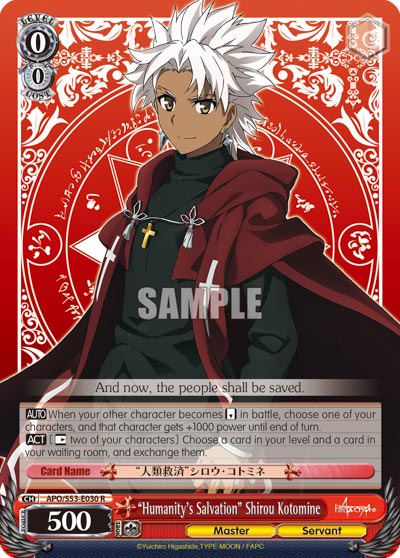 LEVEL
0
0
COST
SAMPLE
And now, the people shall be saved.
AUTO When your other character becomes in battle, choose one of your
characters, and that character gets +1000 power until end of turn.
ACT [ two of your characters] Choose a card in your level and a card in
your waiting room, and exchange them.
Card Name
“人類救済”シロウ・コトミネ
CH APO/S53-E030 R
“Humanity's Salvation” Shirou Kotomine
Fate/Apocrypha
POWER
500
Master
Servant
©Yuichiro Higashide,TYPE-MOON / FAPC